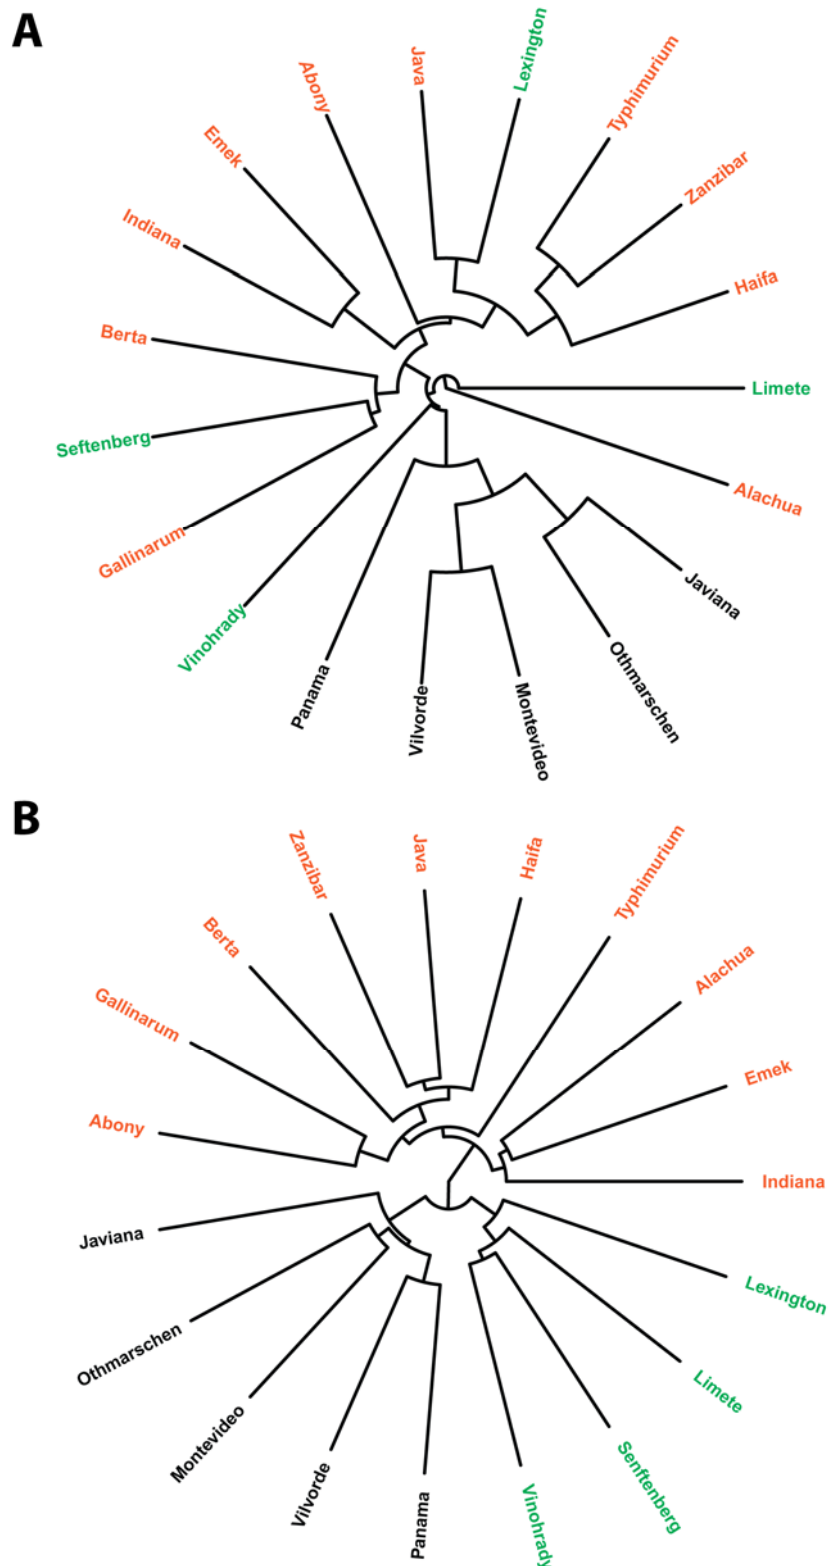 A
Java
Lexington
Abony
Typhimurium
Emek
Zanzibar
Indiana
Haifa
Berta
Limete
Seftenberg
Alachua
Gallinarum
Javiana
Vinohrady
Othmarschen
Panama
Vilvorde
Montevideo
B
Zanzibar
Java
Haifa
Typhimurium
Berta
Alachua
Gallinarum
Emek
Abony
Indiana
Javiana
Lexington
Othmarschen
Limete
Montevideo
Senftenberg
Vilvorde
Panama
Vinohrady